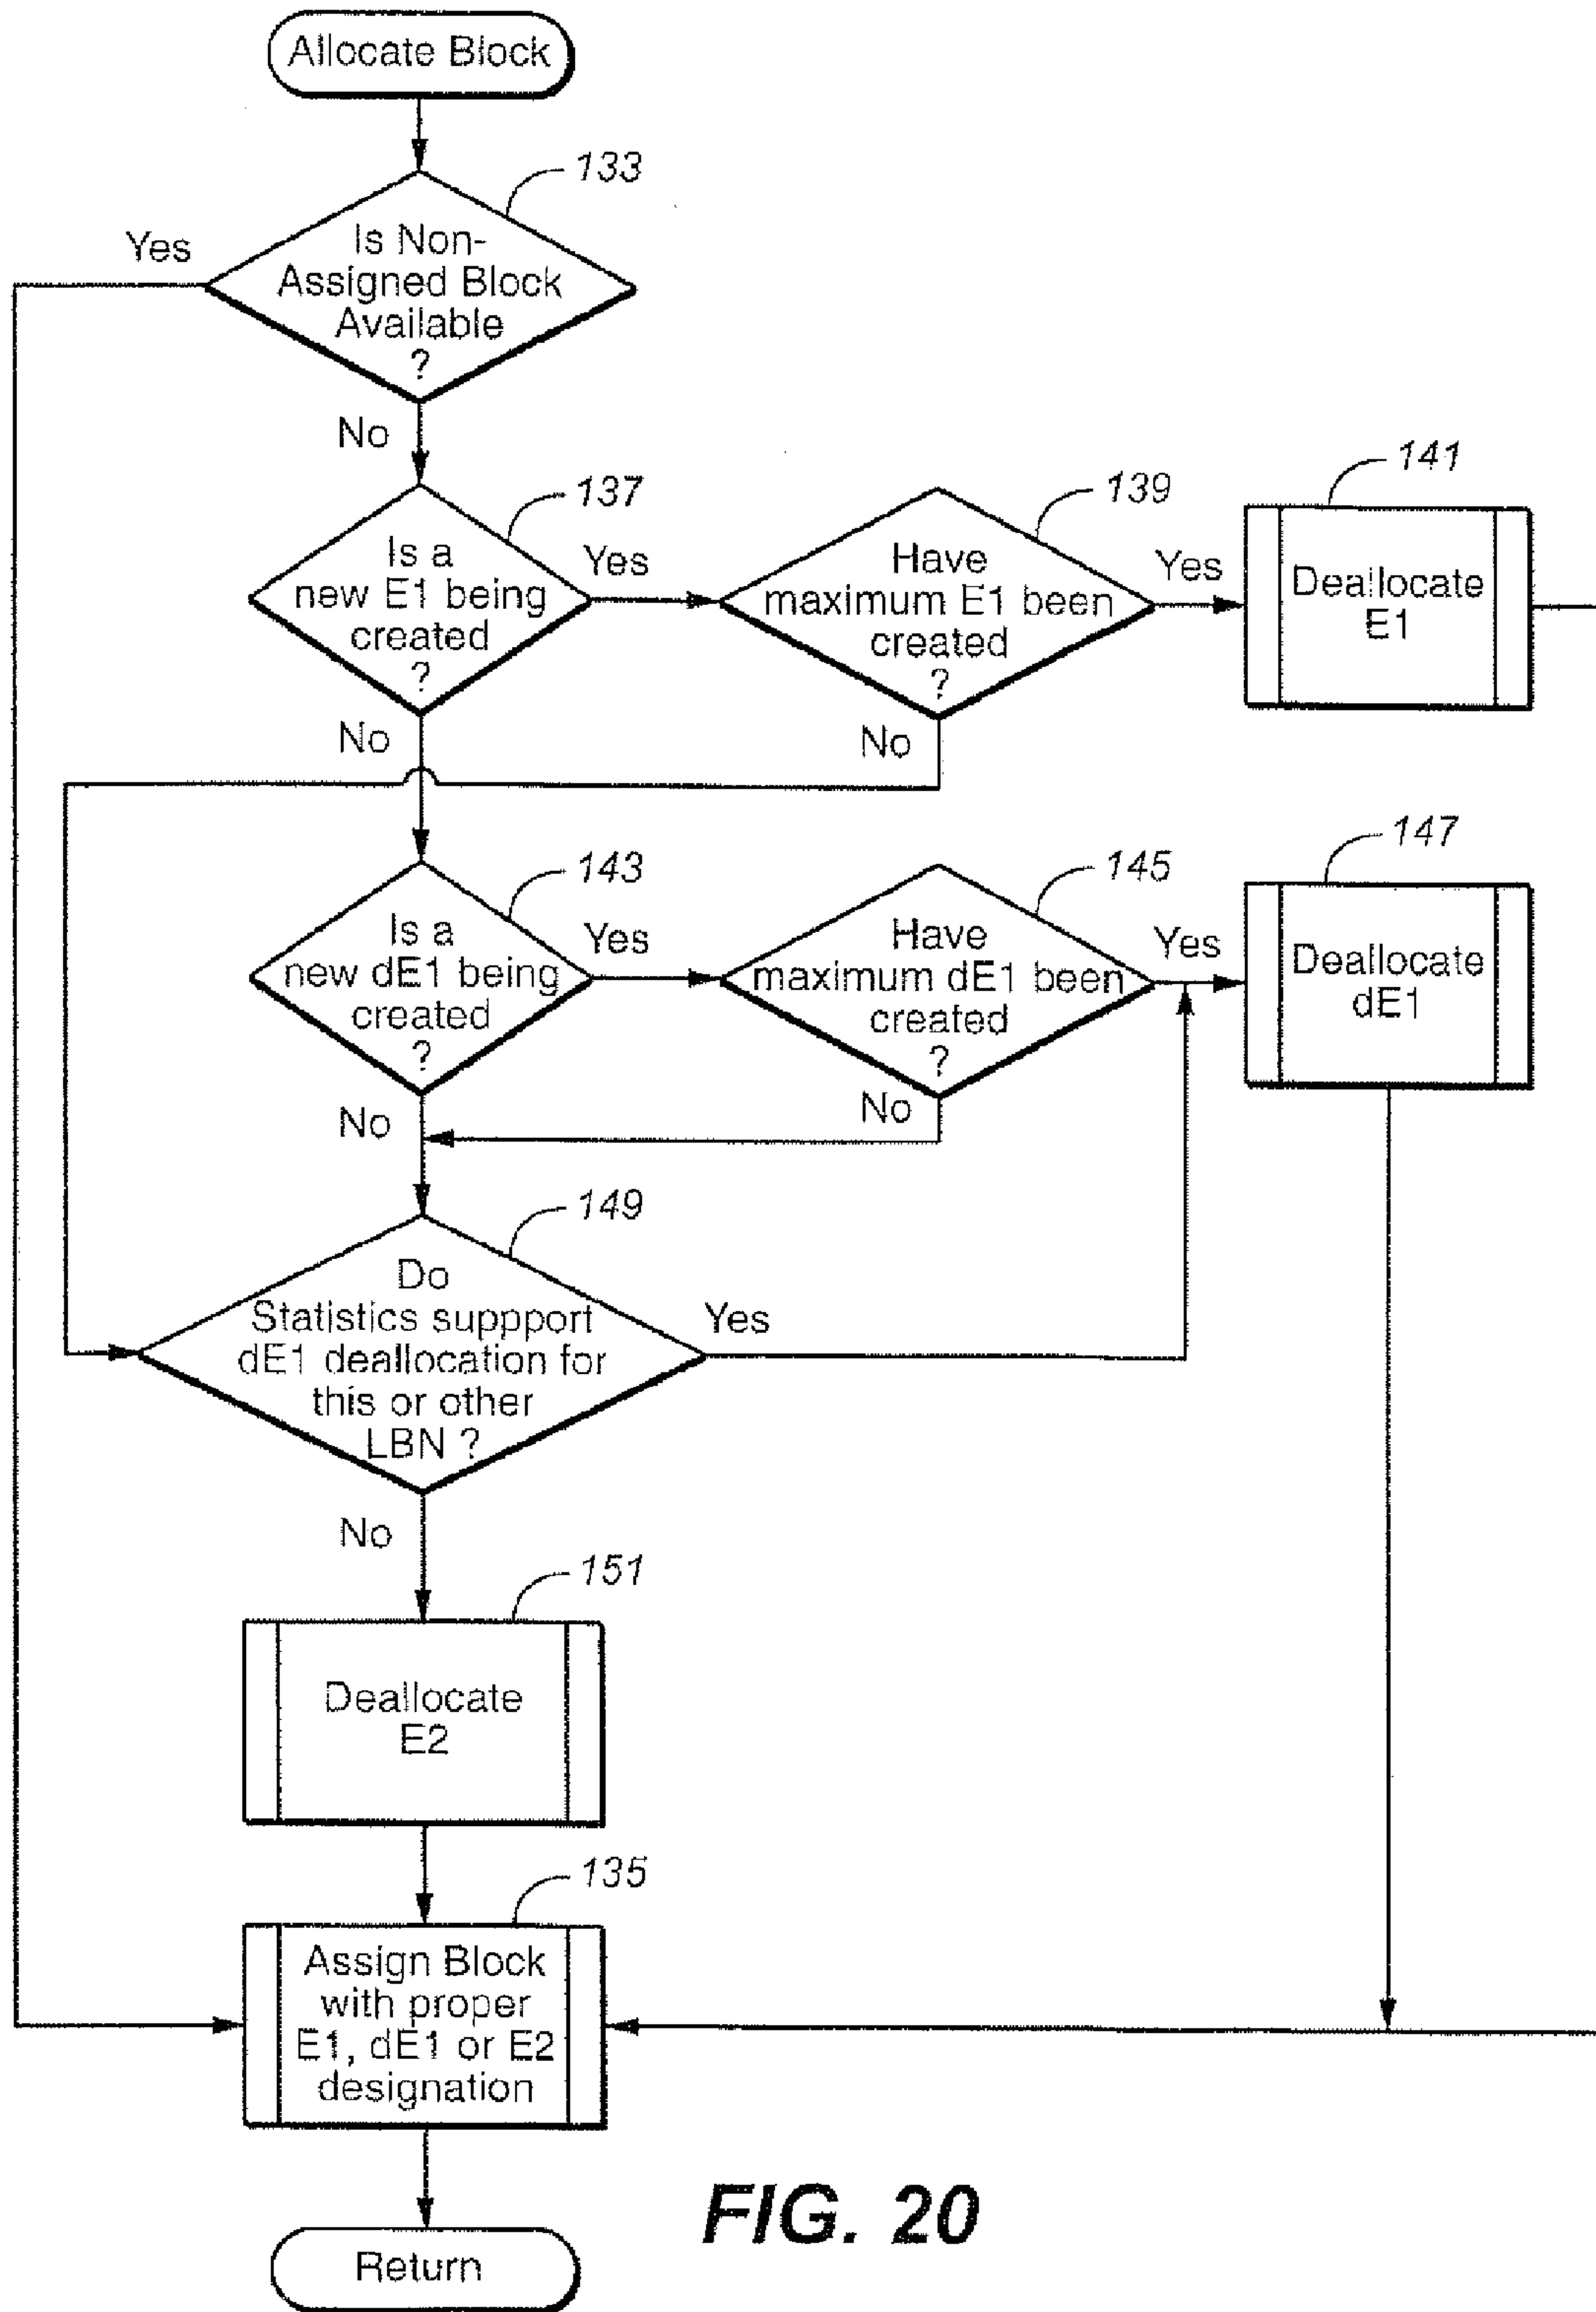 Allocate Block
133
Yes
Is Non-
Assigned Block
Available
?
No
137
Is a
new E1 being
created
?
Yes
139
Have
maximum E1 been
created
?
Yes
141
Deallocate
E1
No
No
143
Is a
new dE1 being
created
?
Yes
145
Have
maximum dE1 been
created
?
Yes
147
Deallocate
dE1
No
No
149
Do
Statistics suppport
dE1 deallocation for
this or other
LBN ?
Yes
No
151
Deallocate
E2
135
Assign Block
with proper
E1, dE1 or E2
designation
Return
FIG. 20